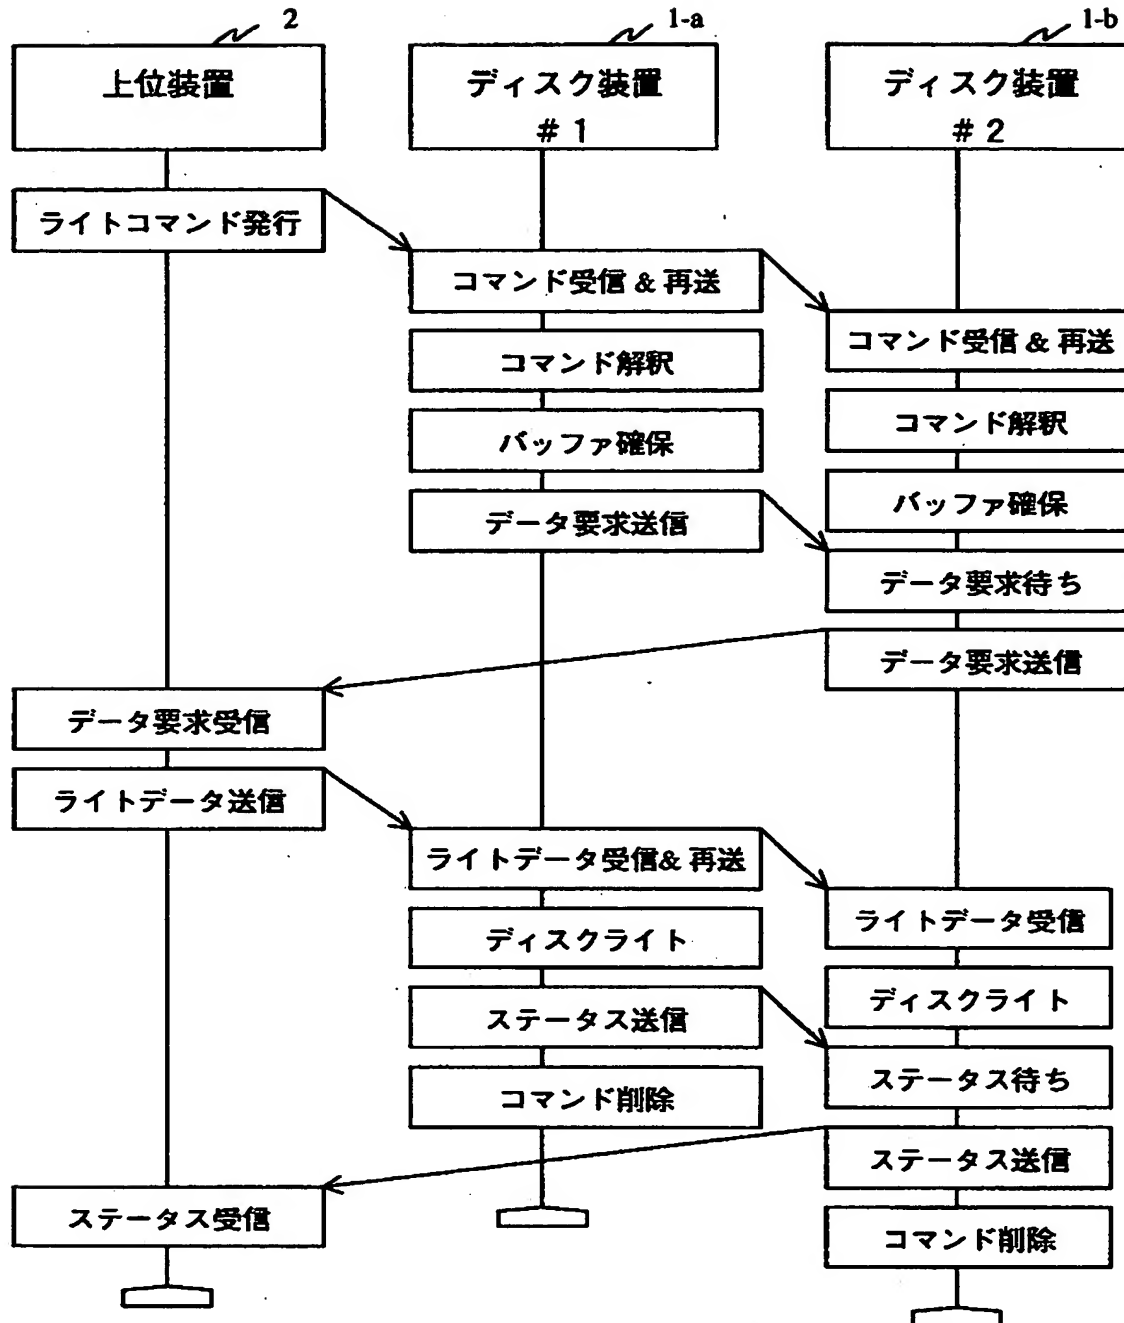 2
1-a
1-b
上位装置
ディスク装置
#1
ディスク装置
#2
ライトコマンド発行
コマンド受信 & 再送
コマンド受信 & 再送
コマンド解釈
コマンド解釈
バッファ確保
バッファ確保
データ要求送信
データ要求待ち
データ要求送信
データ要求受信
ライトデータ送信
ライトデータ受信& 再送
ライトデータ受信
ディスクライト
ディスクライト
ステータス送信
ステータス待ち
コマンド削除
ステータス送信
ステータス受信
コマンド削除